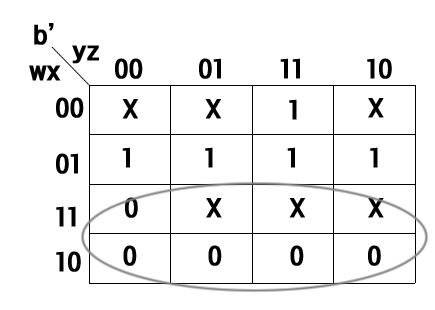 b’
yz
wx
00 01 11 10
00 X X 1 X
01 1 1 1 1
11 0 X X X
10 0 0 0 0